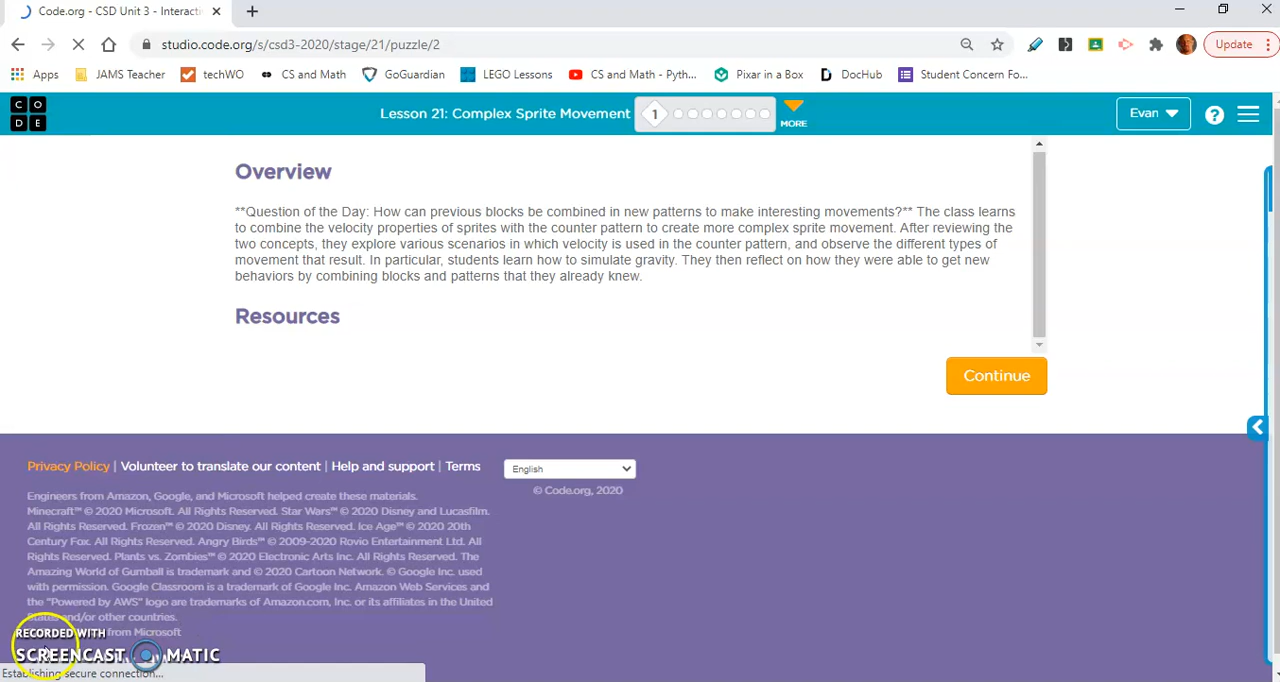 Code.org - CSD Unit 3 - Interacti
studio.code.org/s/csd3-2020/stage/21/puzzle/2
Update
Apps JAMS Teacher techWO CS and Math GoGuardian LEGO Lessons CS and Math - Pyth... Pixar in a Box DocHub Student Concern Fo...
C O
D E
Lesson 21: Complex Sprite Movement 1 MORE Evan ?
Overview
**Question of the Day: How can previous blocks be combined in new patterns to make interesting movements?** The class learns
to combine the velocity properties of sprites with the counter pattern to create more complex sprite movement. After reviewing the
two concepts, they explore various scenarios in which velocity is used in the counter pattern, and observe the different types of
movement that result. In particular, students learn how to simulate gravity. They then reflect on how they were able to get new
behaviors by combining blocks and patterns that they already knew.
Resources
Continue
Privacy Policy | Volunteer to translate our content | Help and support | Terms
English
© Code.org, 2020
Engineers from Amazon, Google, and Microsoft helped create these materials.
Minecraft™ © 2020 Microsoft. All Rights Reserved. Star Wars™ © 2020 Disney and Lucasfilm.
All Rights Reserved. Frozen™ © 2020 Disney. All Rights Reserved. Ice Age™ © 2020 20th
Century Fox. All Rights Reserved. Angry Birds™ © 2009-2020 Rovio Entertainment Ltd. All
Rights Reserved. Plants vs. Zombies™ © 2020 Electronic Arts Inc. All Rights Reserved. The
Amazing World of Gumball is trademark and © 2020 Cartoon Network. © Google Inc. used
with permission. Google Classroom is a trademark of Google Inc. Amazon Web Services and
the "Powered by AWS" logo are trademarks of Amazon.com, Inc. or its affiliates in the United
States and/or other countries.
from Microsoft
RECORDED WITH
SCREENCAST MATIC
Establishing secure connection...